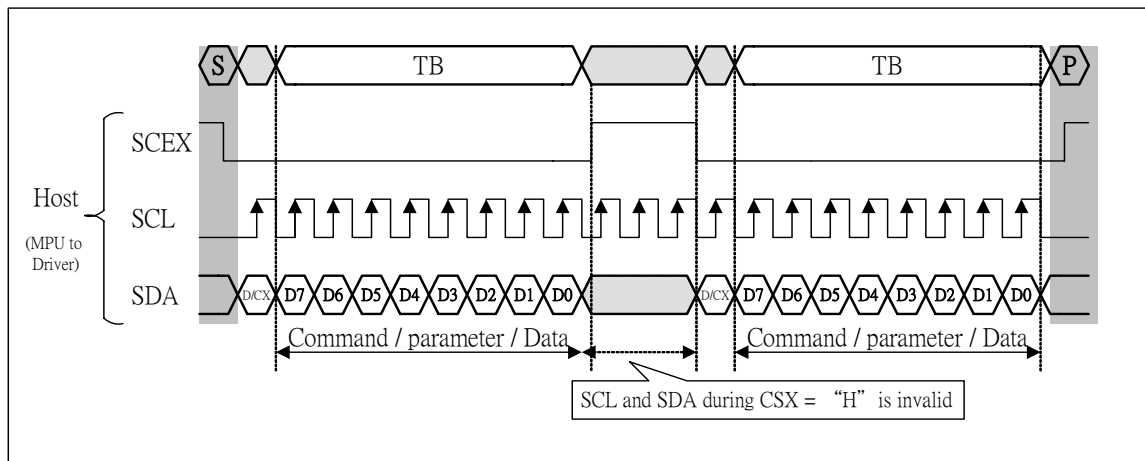 S TB TB P
SCEX
Host
(MPU to
Driver)
SCL
SDA
D/CX D7 D6 D5 D4 D3 D2 D1 D0 D/CX D7 D6 D5 D4 D3 D2 D1 D0
Command / parameter / Data Command / parameter / Data
SCL and SDA during CSX = “H” is invalid